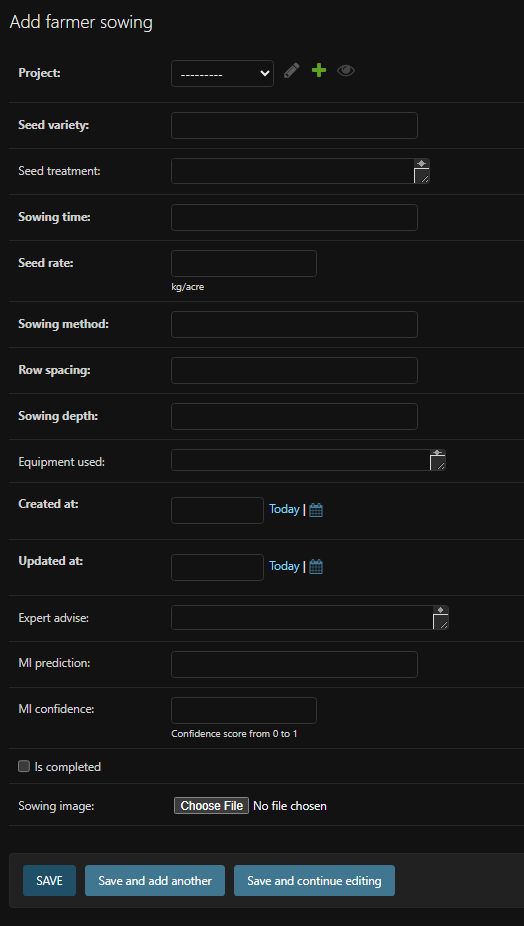 Add farmer sowing
Project: ---------
Seed variety:
Seed treatment:
Sowing time:
Seed rate:
kg/acre
Sowing method:
Row spacing:
Sowing depth:
Equipment used:
Created at: Today |
Updated at: Today |
Expert advise:
Ml prediction:
Ml confidence:
Confidence score from 0 to 1
Is completed
Sowing image: Choose File No file chosen
SAVE Save and add another Save and continue editing